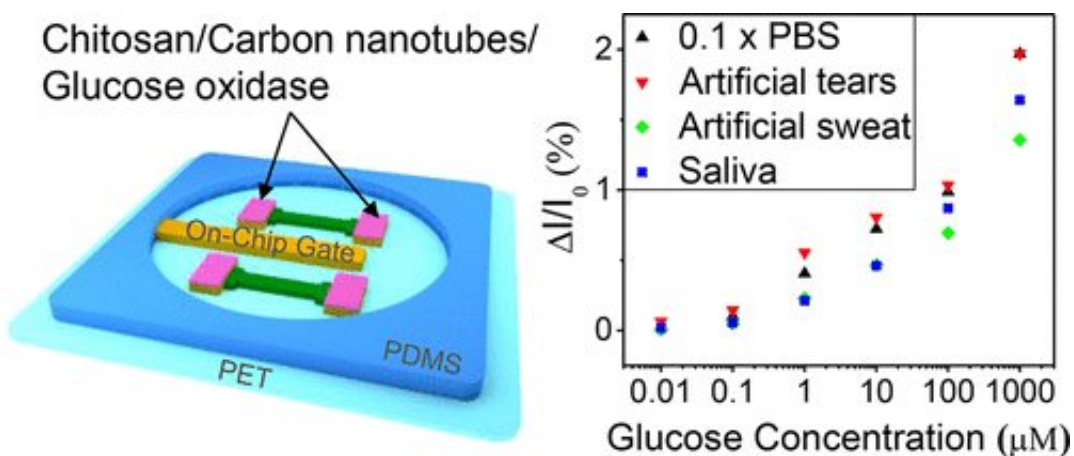 Chitosan/Carbon nanotubes/
Glucose oxidase
On-Chip Gate
PDMS
PET
2
1
0
ΔI/I₀ (%)
0.1 x PBS
Artificial tears
Artificial sweat
Saliva
0.01 0.1 1 10 100 1000
Glucose Concentration (μM)